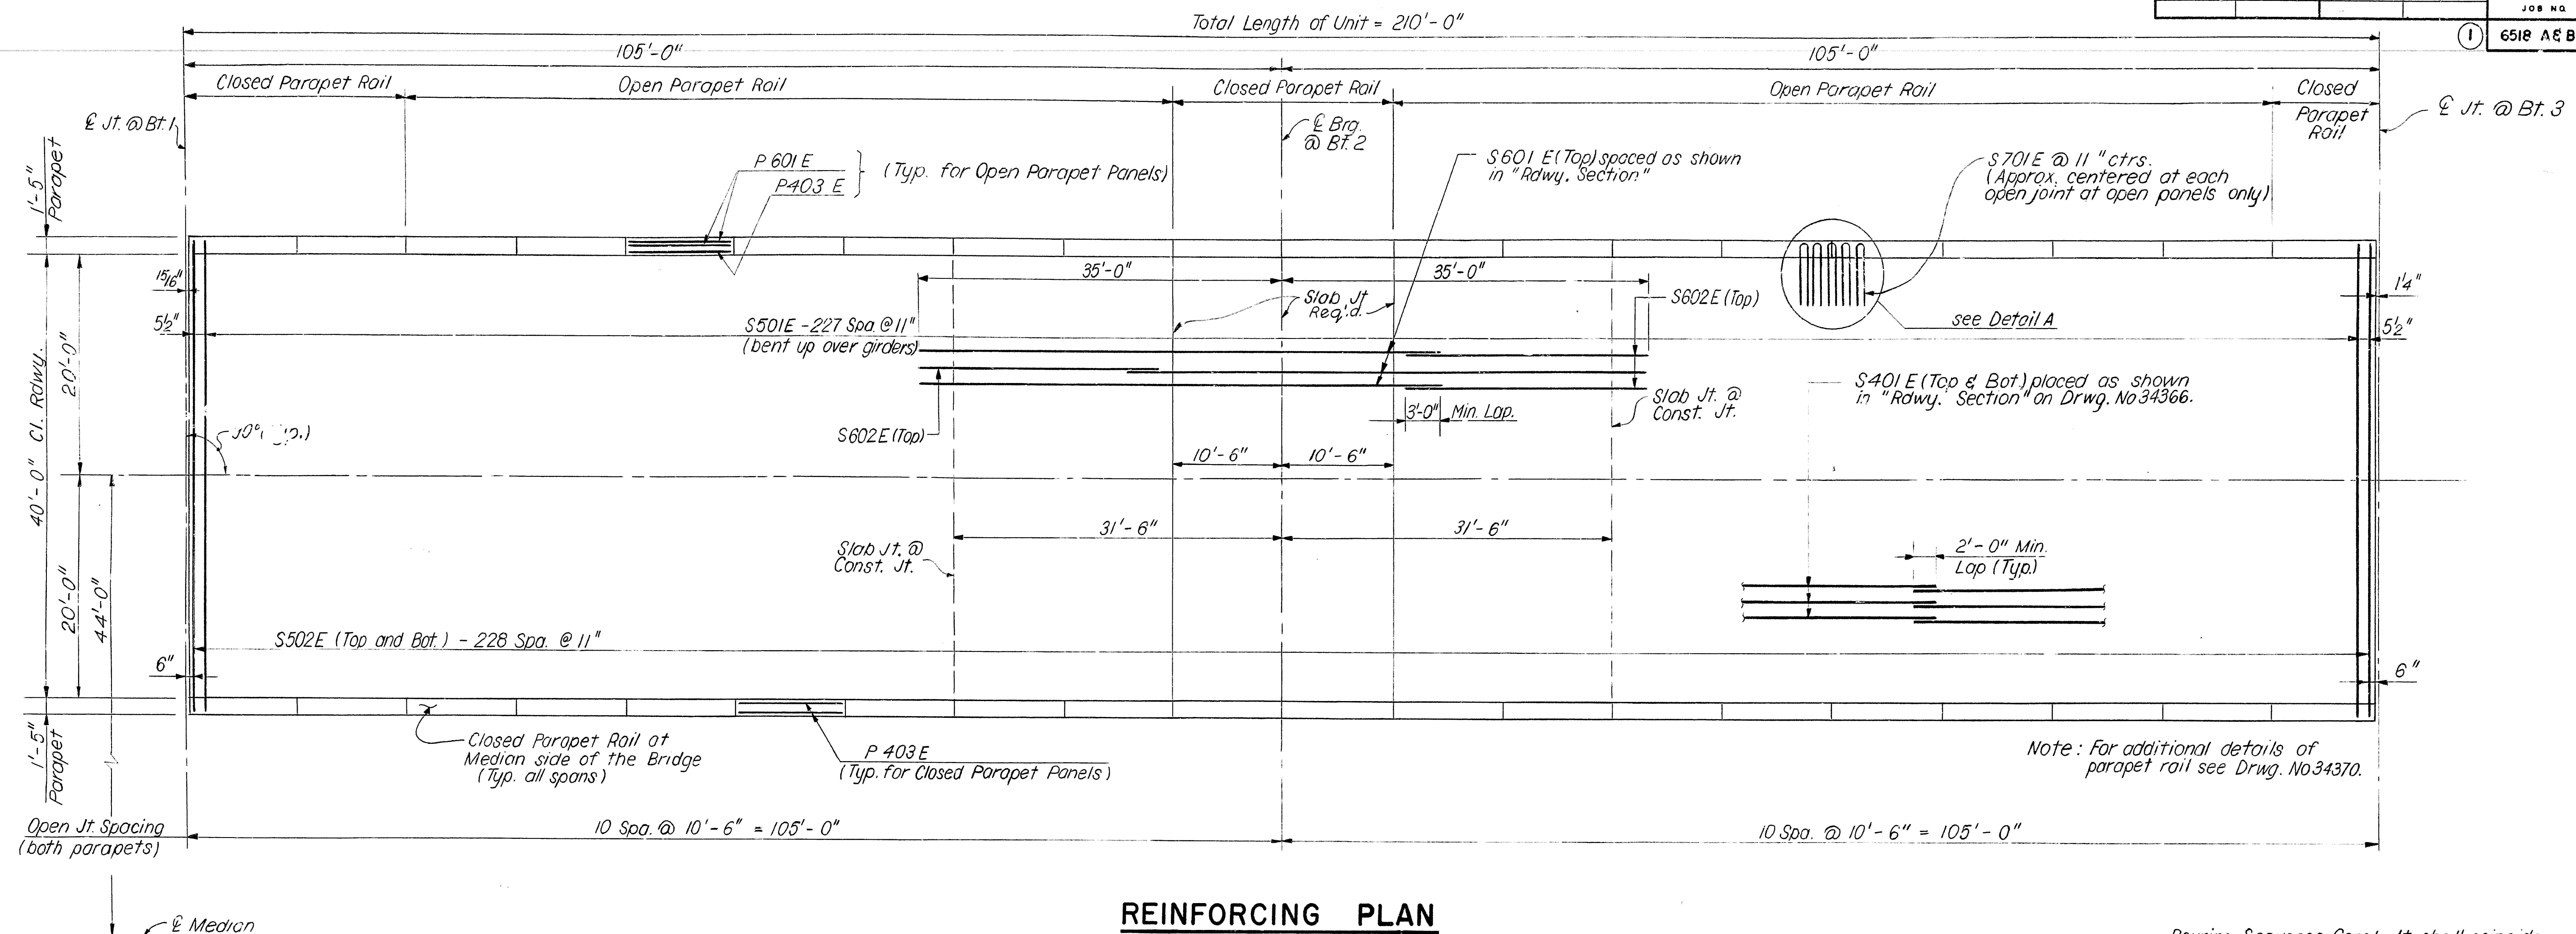 JOB NO.
1 6518 A&B
Total Length of Unit = 210'-0"
105'-0" 105'-0"
Closed Parapet Rail Open Parapet Rail Closed Parapet Rail Open Parapet Rail Closed
Parapet
Rail
℄ Jt. @ Bt. 1
℄ Brg.
@ Bt. 2
℄ Jt. @ Bt. 3
1'-5"
Parapet
P601E
P403E
(Typ. for Open Parapet Panels)
S601E (Top) spaced as shown
in "Rdwy. Section"
S701E @ 11" ctrs.
(Approx. centered at each
open joint at open panels only)
15/16"
35'-0" 35'-0"
1 1/4"
Slab Jt.
Req'd.
S602E (Top)
5½"
S501E - 227 Spa. @ 11"
(bent up over girders)
see Detail A
5½"
40'-0" Cl. Rdwy.
20'-0"
S401E (Top & Bot.) placed as shown
in "Rdwy. Section" on Drwg. No 34366.
Slab Jt. @
Const. Jt.
3'-0" Min. Lap.
S602E (Top)
10'-6" 10'-6"
31'-6" 31'-6"
Slab Jt. @
Const. Jt.
2'-0" Min.
Lap (Typ.)
20'-0"
44'-0"
S502E (Top and Bot.) - 228 Spa. @ 11"
6" 6"
1'-5"
Parapet
Closed Parapet Rail at
Median side of the Bridge
(Typ. all spans)
P403E
(Typ. for Closed Parapet Panels)
Note: For additional details of
parapet rail see Drwg. No 34370.
Open Jt. Spacing
(both parapets)
10 Spa. @ 10'-6" = 105'-0" 10 Spa. @ 10'-6" = 105'-0"
REINFORCING PLAN
℄ Median